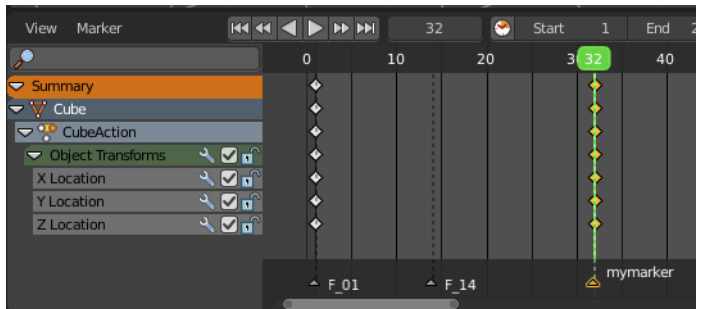 View Marker 32 Start 1 End 2
0 10 20 3 32 40
Summary
Cube
CubeAction
Object Transforms
X Location
Y Location
Z Location
mymarker
F_01 F_14